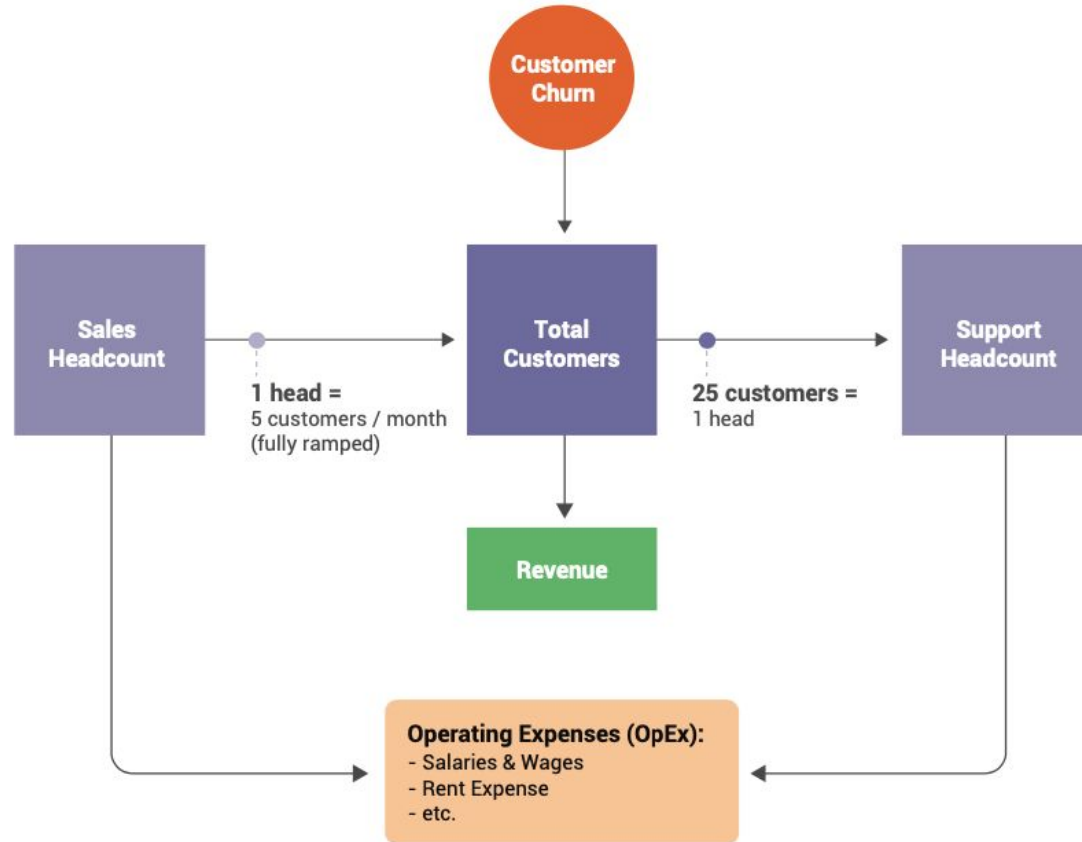 Customer
Churn
Sales
Headcount
1 head =
5 customers / month
(fully ramped)
Total
Customers
25 customers =
1 head
Support
Headcount
Revenue
Operating Expenses (OpEx):
- Salaries & Wages
- Rent Expense
- etc.